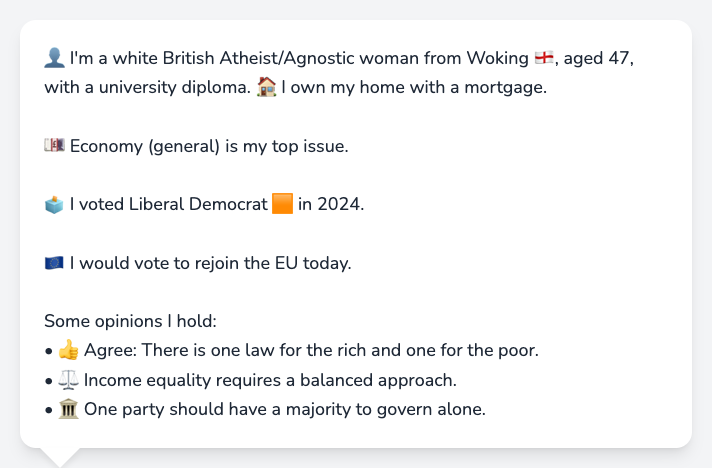 👤 I'm a white British Atheist/Agnostic woman from Woking 🏴󠁧󠁢󠁥󠁮󠁧󠁿, aged 47,
with a university diploma. 🏠 I own my home with a mortgage.
💷 Economy (general) is my top issue.
🗳️ I voted Liberal Democrat 🟧 in 2024.
🇪🇺 I would vote to rejoin the EU today.
Some opinions I hold:
• 👍 Agree: There is one law for the rich and one for the poor.
• ⚖️ Income equality requires a balanced approach.
• 🏛️ One party should have a majority to govern alone.